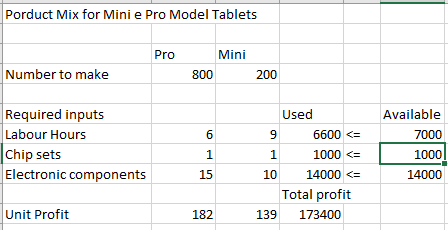 Porduct Mix for Mini e Pro Model Tablets
Pro Mini
Number to make 800 200
Required inputs Used Available
Labour Hours 6 9 6600 <= 7000
Chip sets 1 1 1000 <= 1000
Electronic components 15 10 14000 <= 14000
Total profit
Unit Profit 182 139 173400